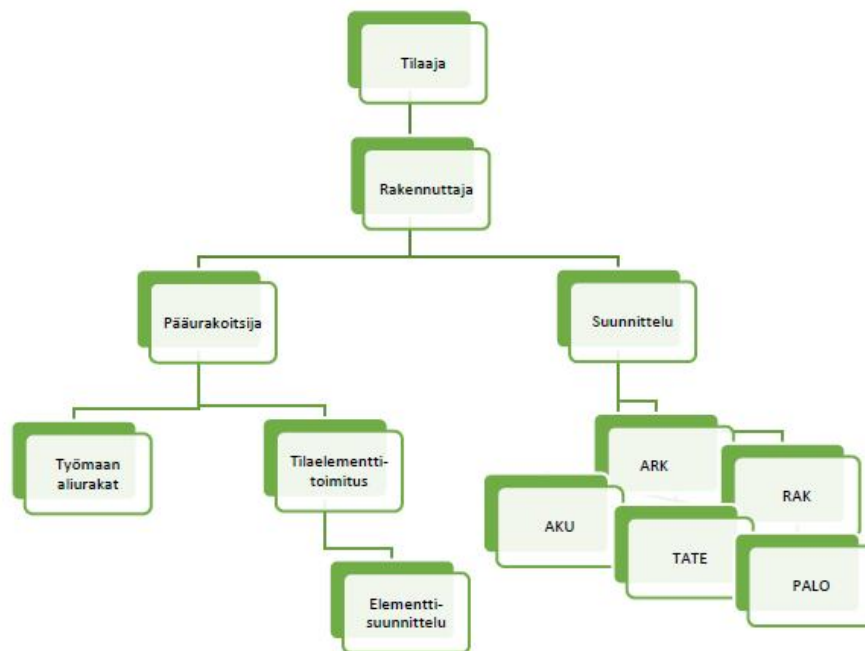 Tilaaja
Rakennuttaja
Pääurakoitsija
Suunnittelu
Työmaan
aliurakat
Tilaelementti-
toimitus
Elementti-
suunnittelu
ARK
RAK
AKU
TATE
PALO